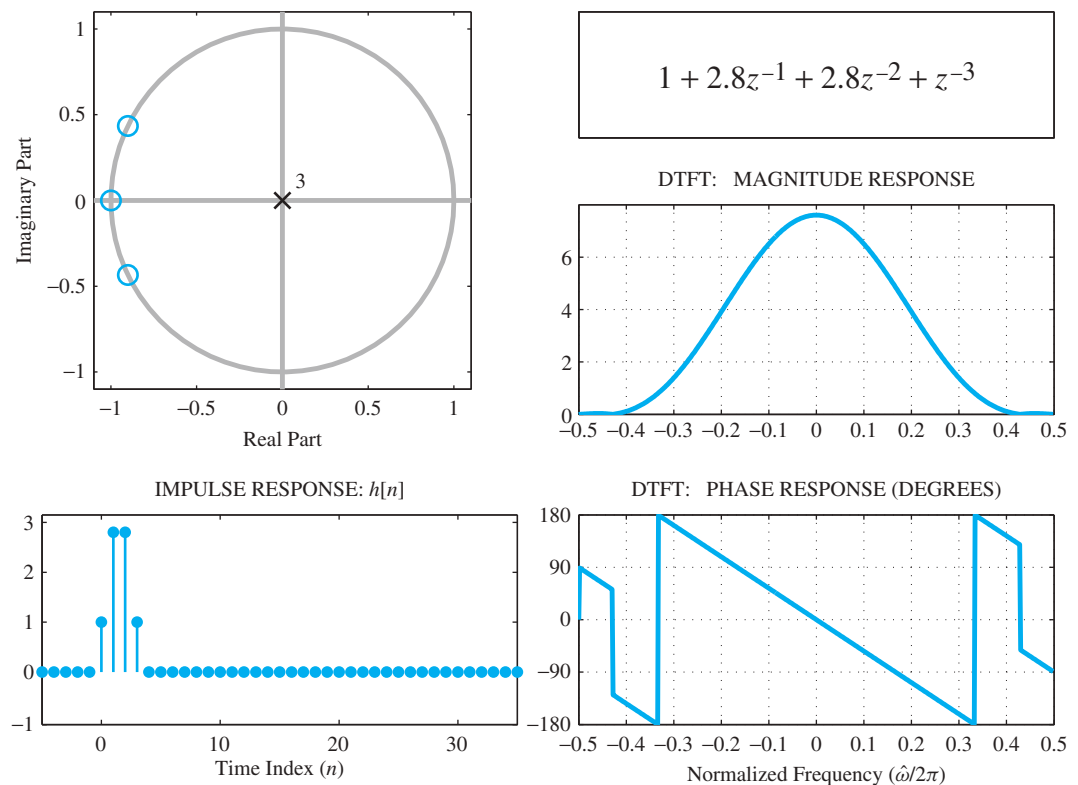 1
0.5
0
−0.5
−1
Imaginary Part
3
−1 −0.5 0 0.5 1
Real Part
1 + 2.8z⁻¹ + 2.8z⁻² + z⁻³
DTFT: MAGNITUDE RESPONSE
6
4
2
0
−0.5 −0.4 −0.3 −0.2 −0.1 0 0.1 0.2 0.3 0.4 0.5
IMPULSE RESPONSE: h[n]
3
2
1
0
−1
0 10 20 30
Time Index (n)
DTFT: PHASE RESPONSE (DEGREES)
180
90
0
−90
−180
−0.5 −0.4 −0.3 −0.2 −0.1 0 0.1 0.2 0.3 0.4 0.5
Normalized Frequency (ω̂/2π)